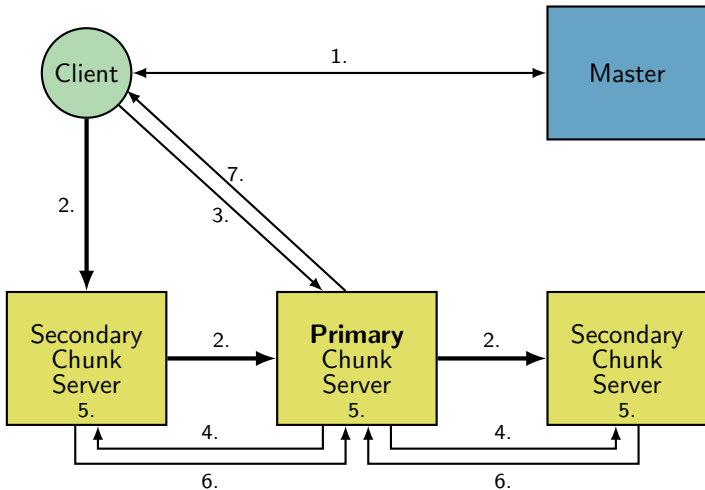 1.
Client
Master
7.
3.
2.
Secondary
Chunk
Server
5.
2.
Primary
Chunk
Server
5.
2.
Secondary
Chunk
Server
5.
4.
4.
6.
6.